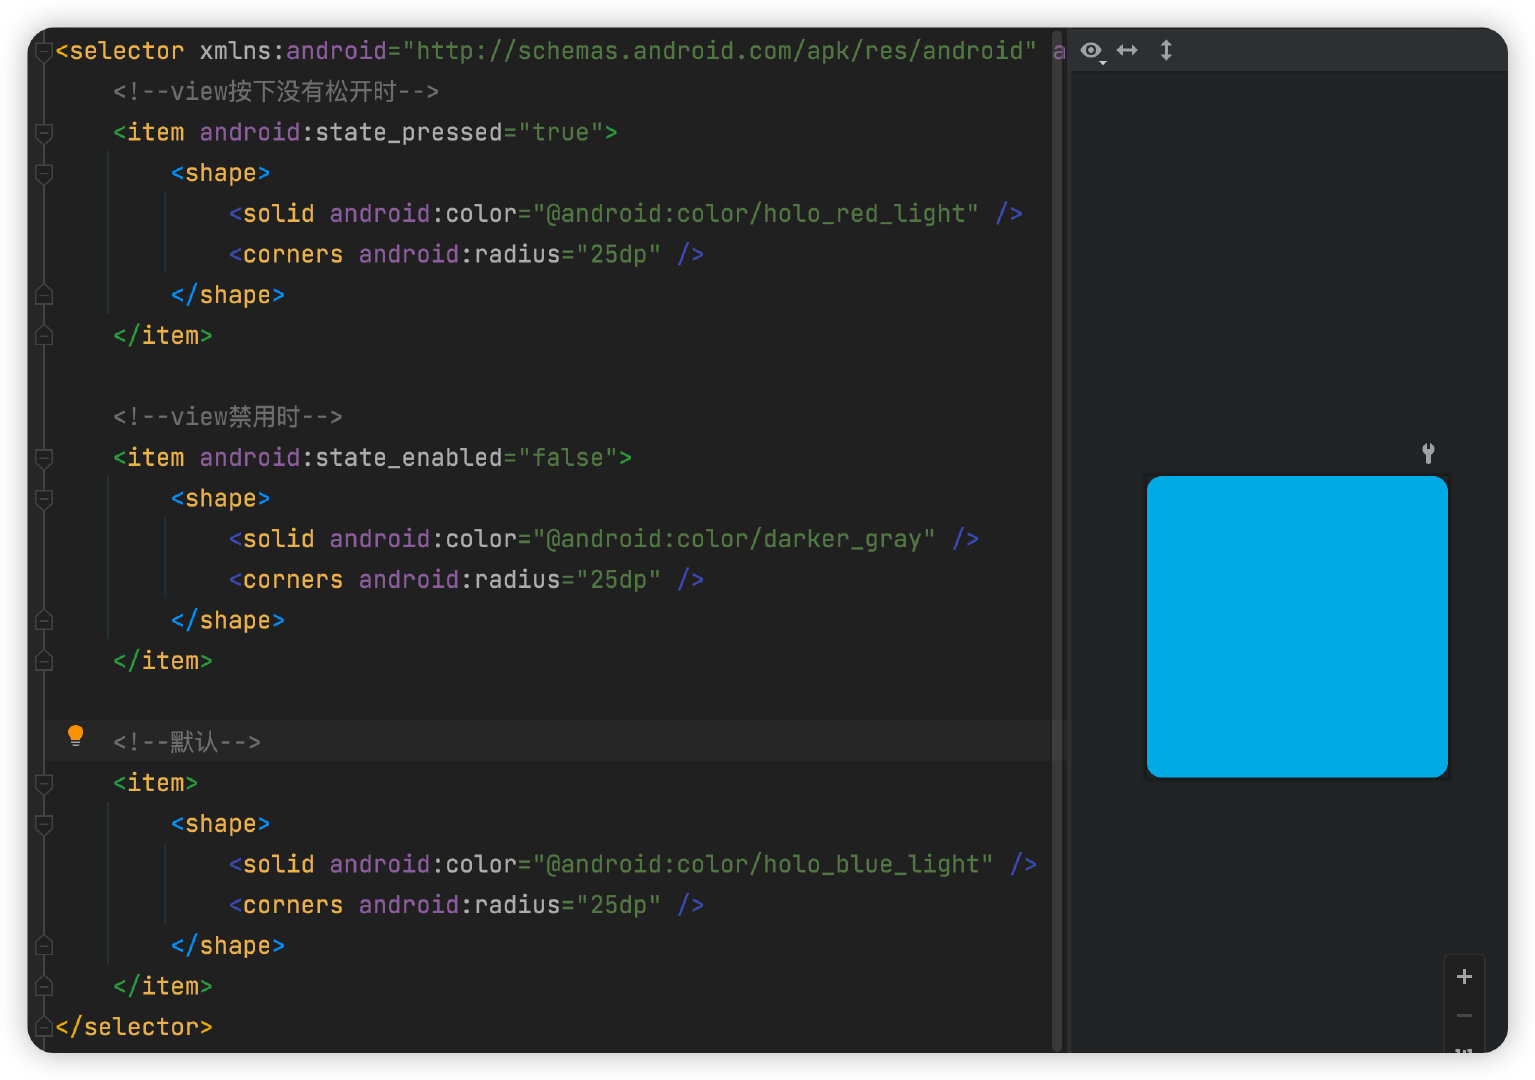 <selector xmlns:android="http://schemas.android.com/apk/res/android" a
<!--view按下没有松开时-->
<item android:state_pressed="true">
<shape>
<solid android:color="@android:color/holo_red_light" />
<corners android:radius="25dp" />
</shape>
</item>
<!--view禁用时-->
<item android:state_enabled="false">
<shape>
<solid android:color="@android:color/darker_gray" />
<corners android:radius="25dp" />
</shape>
</item>
<!--默认-->
<item>
<shape>
<solid android:color="@android:color/holo_blue_light" />
<corners android:radius="25dp" />
</shape>
</item>
</selector>